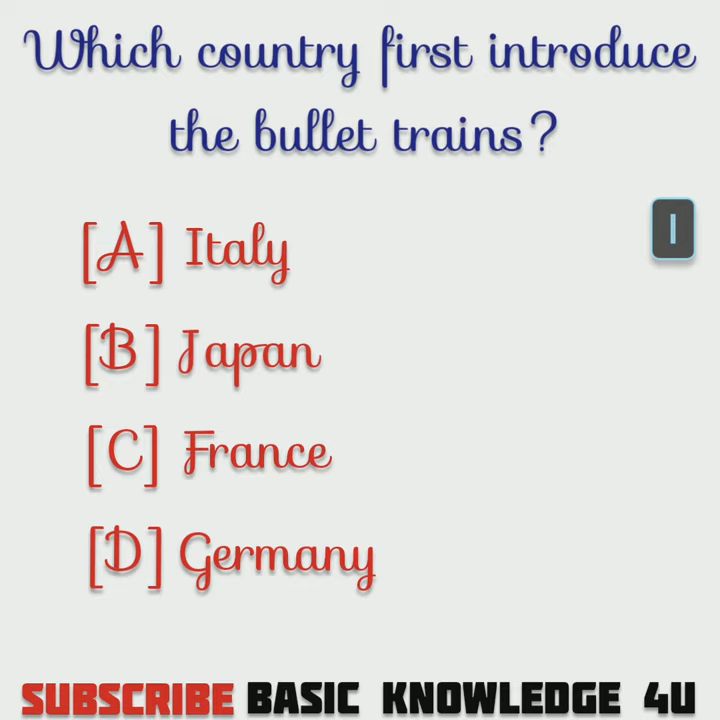 Which country first introduce
the bullet trains?
[A] Italy
1
[B] Japan
[C] France
[D] Germany
SUBSCRIBE BASIC KNOWLEDGE 4U